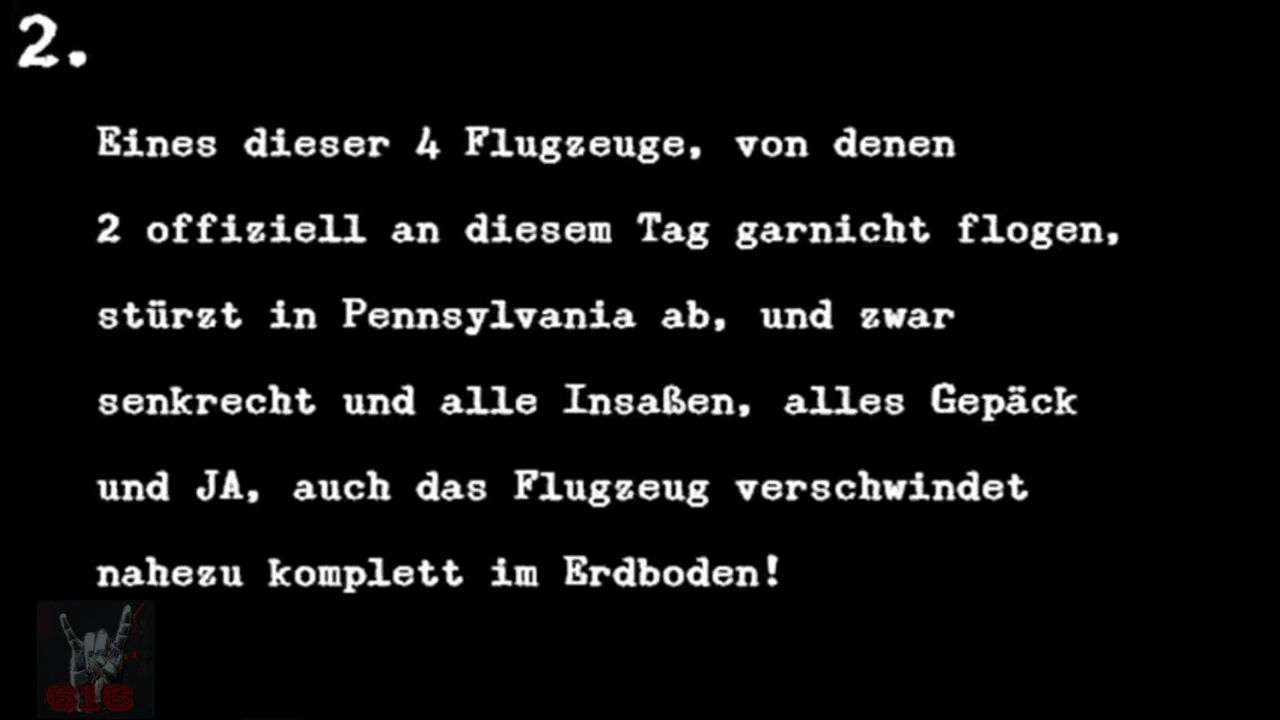 2.
Eines dieser 4 Flugzeuge, von denen
2 offiziell an diesem Tag garnicht flogen,
stürzt in Pennsylvania ab, und zwar
senkrecht und alle Insaßen, alles Gepäck
und JA, auch das Flugzeug verschwindet
nahezu komplett im Erdboden!
616